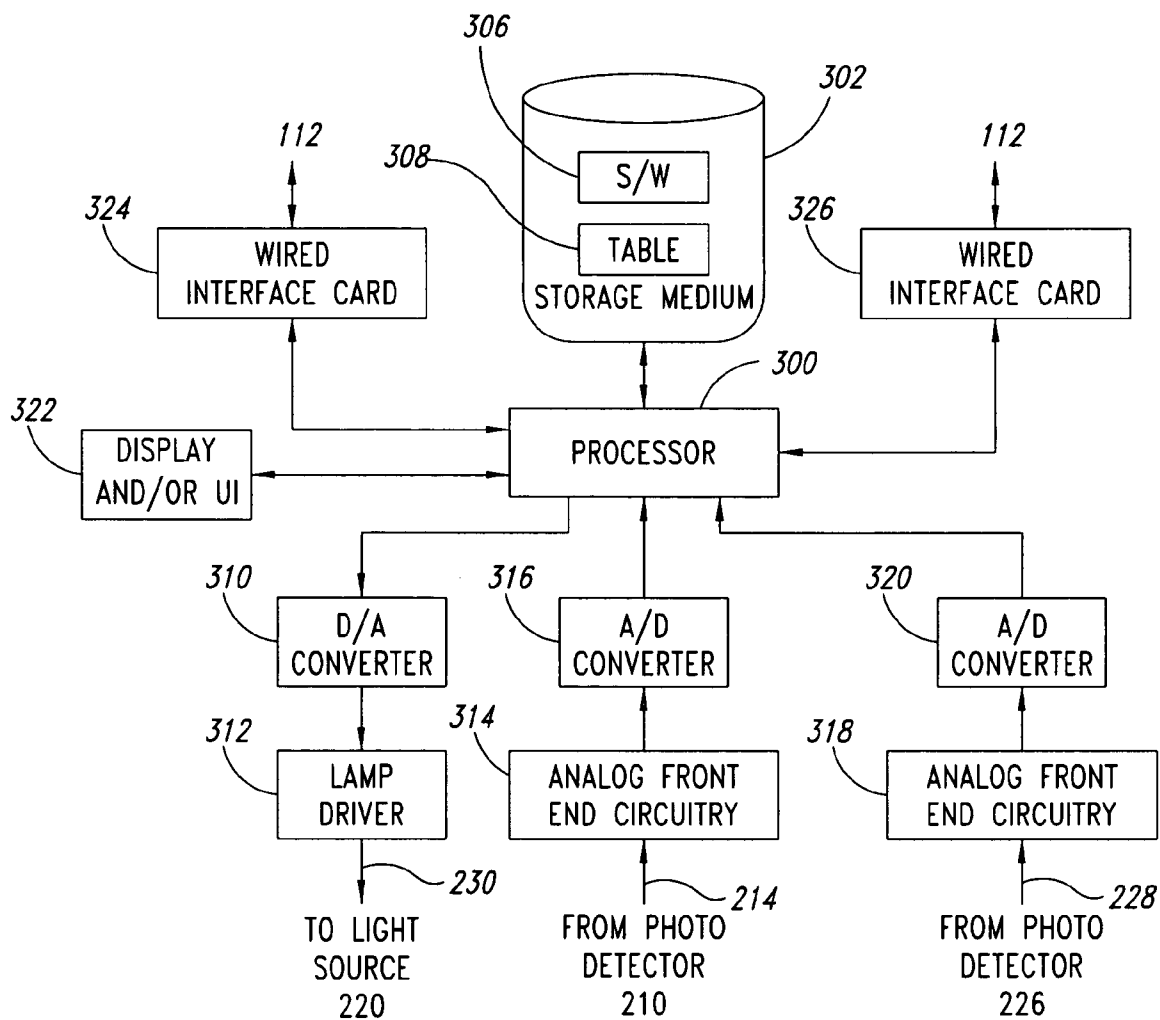 306
302
112
308
S/W
112
324
326
WIRED
INTERFACE CARD
TABLE
STORAGE MEDIUM
WIRED
INTERFACE CARD
300
322
DISPLAY
AND/OR UI
PROCESSOR
310
D/A
CONVERTER
316
A/D
CONVERTER
320
A/D
CONVERTER
312
LAMP
DRIVER
314
ANALOG FRONT
END CIRCUITRY
318
ANALOG FRONT
END CIRCUITRY
230
214
228
TO LIGHT
SOURCE
220
FROM PHOTO
DETECTOR
210
FROM PHOTO
DETECTOR
226